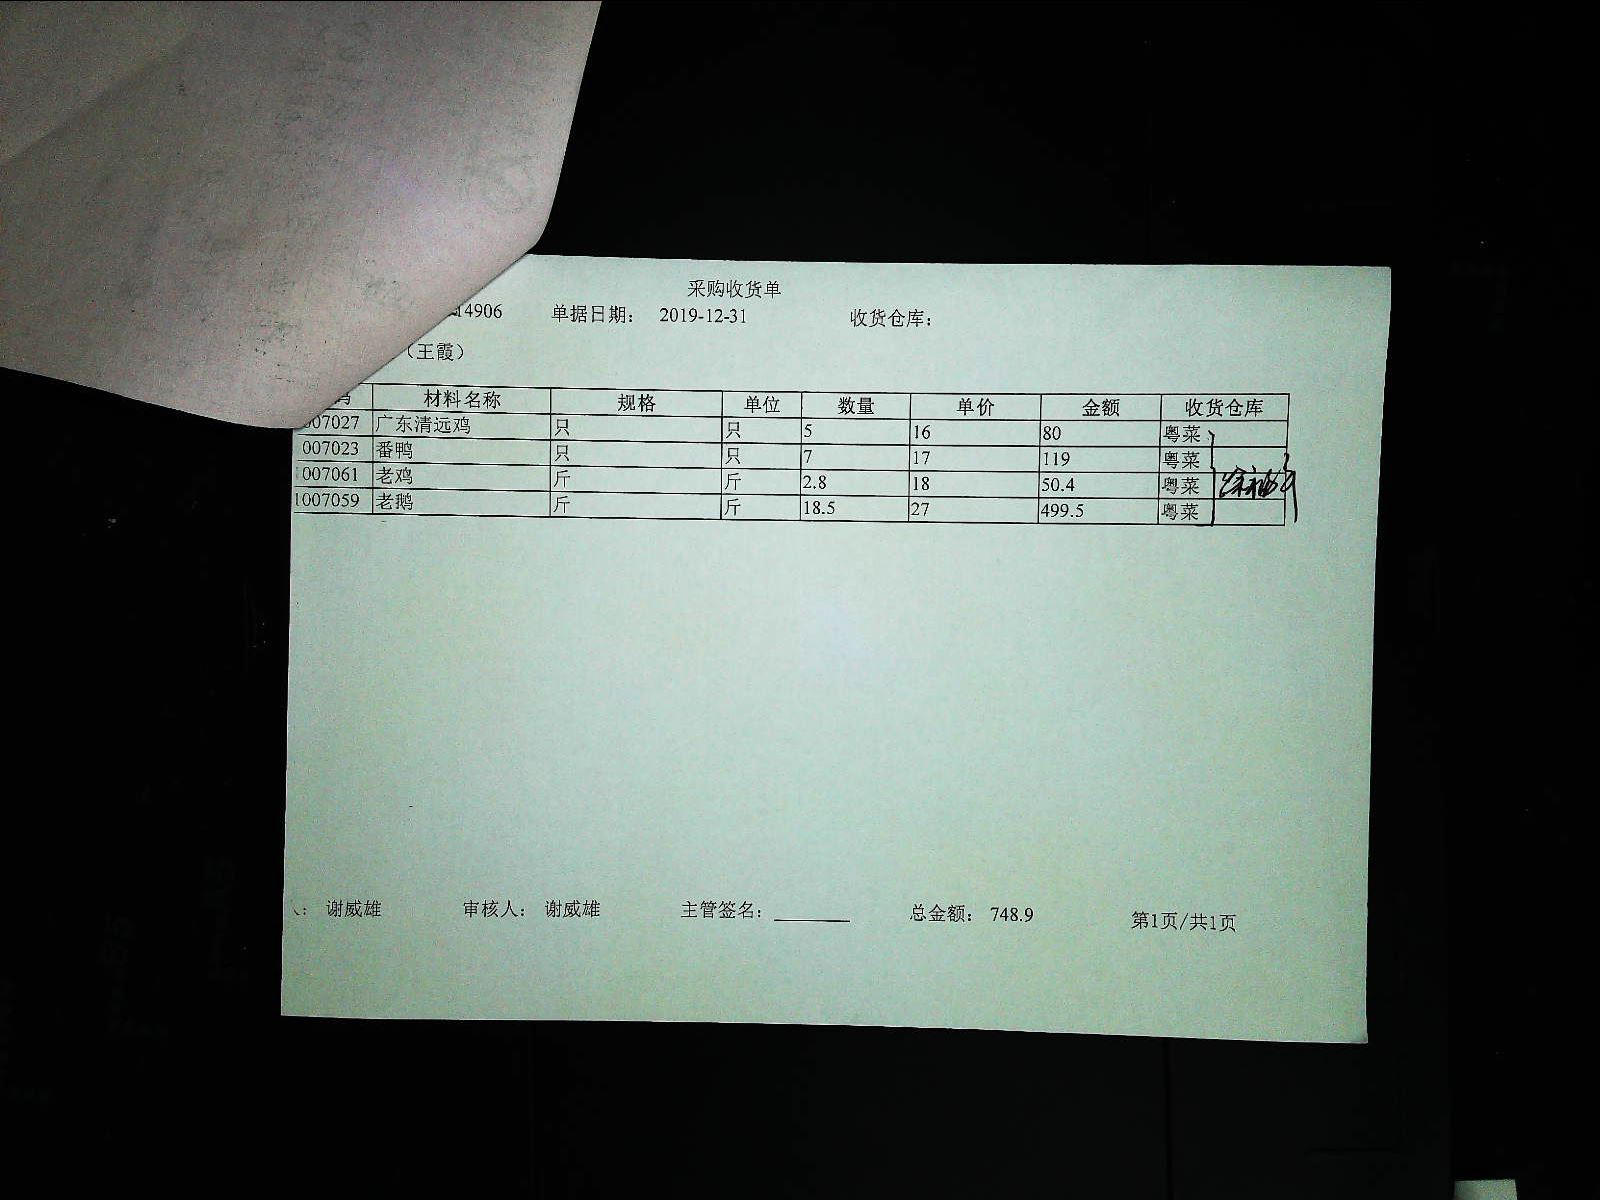 采购收货单
14906 单据日期： 2019-12-31 收货仓库：
（王霞）
材料名称 规格 单位 数量 单价 金额 收货仓库
007027 广东清远鸡 只 只 5 16 80 粤菜
007023 番鸭 只 只 7 17 119 粤菜
007061 老鸡 斤 斤 2.8 18 50.4 粤菜
1007059 老鹅 斤 斤 18.5 27 499.5 粤菜
谢威雄 审核人： 谢威雄 主管签名： 总金额： 748.9 第1页/共1页